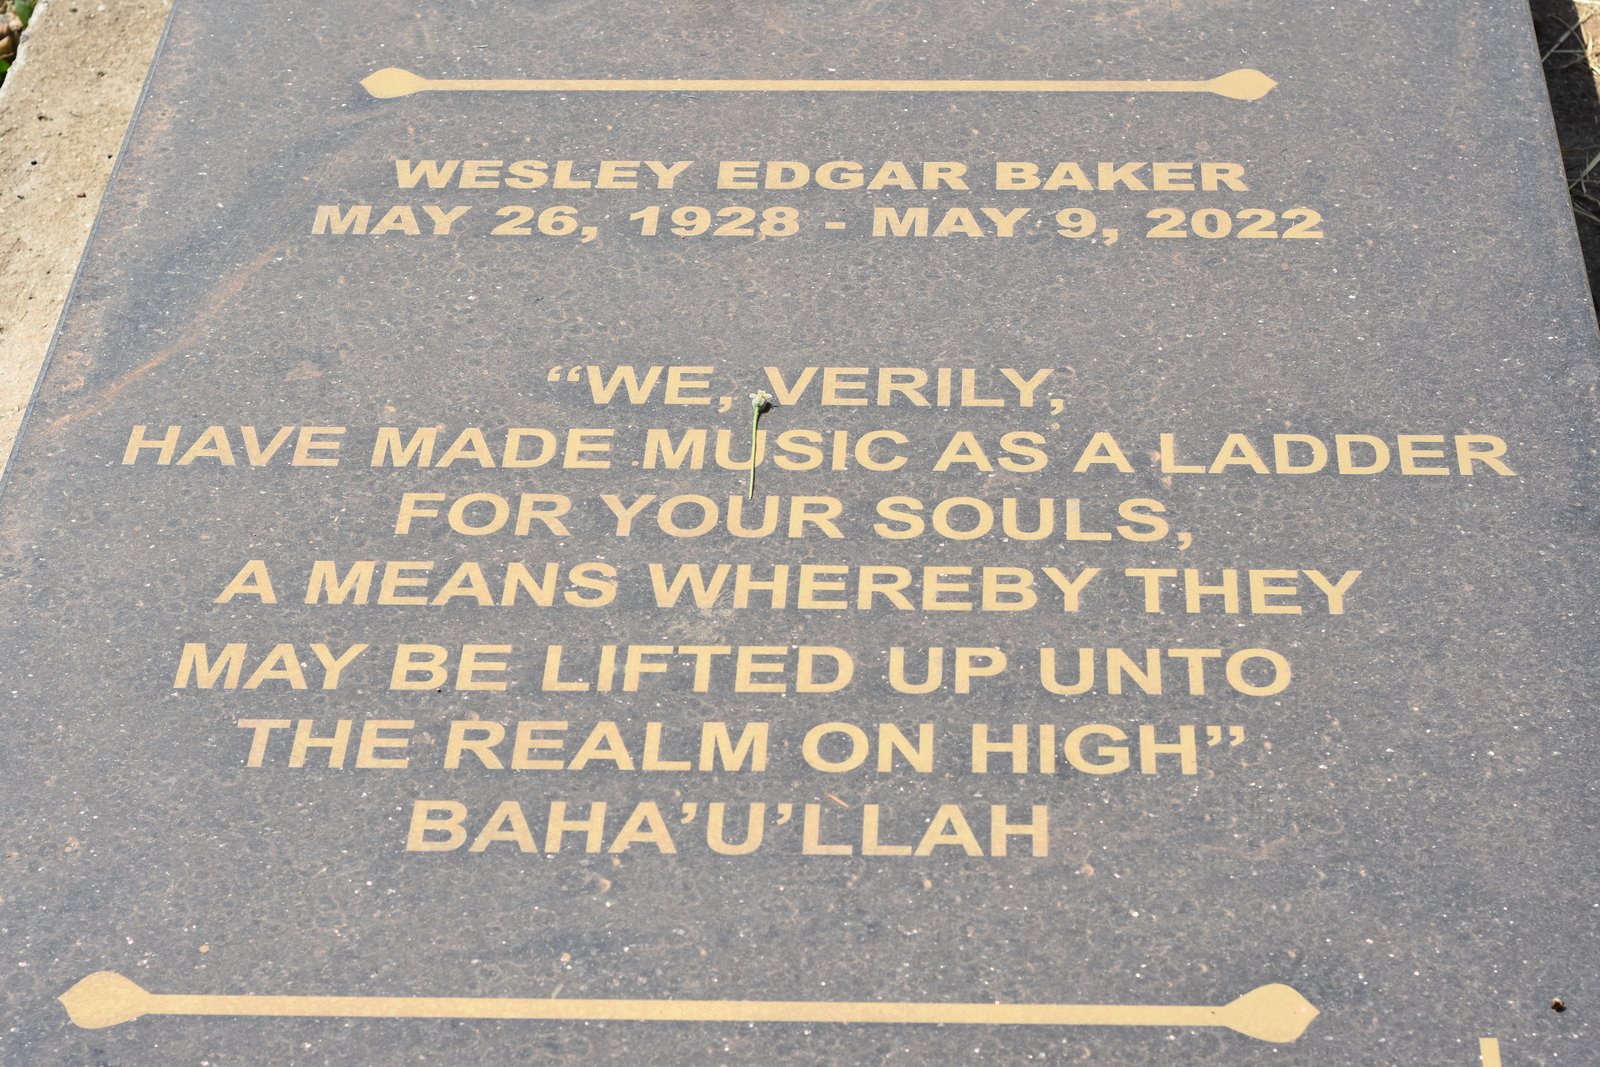 WESLEY EDGAR BAKER
MAY 26, 1928 - MAY 9, 2022
“WE, VERILY,
HAVE MADE MUSIC AS A LADDER
FOR YOUR SOULS,
A MEANS WHEREBY THEY
MAY BE LIFTED UP UNTO
THE REALM ON HIGH”
BAHA’U’LLAH